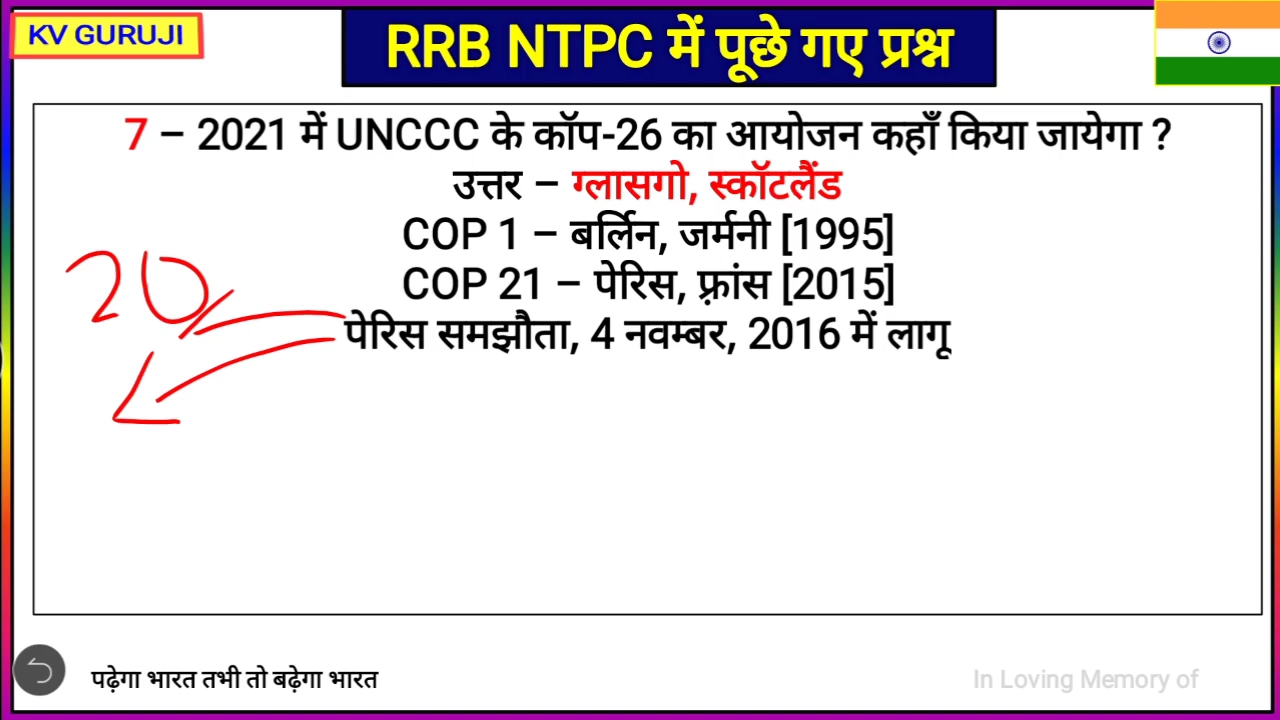 KV GURUJI
RRB NTPC में पूछे गए प्रश्न
7 – 2021 में UNCCC के कॉप-26 का आयोजन कहाँ किया जायेगा ?
उत्तर – ग्लासगो, स्कॉटलैंड
COP 1 – बर्लिन, जर्मनी [1995]
COP 21 – पेरिस, फ़्रांस [2015]
20
पेरिस समझौता, 4 नवम्बर, 2016 में लागू
पढ़ेगा भारत तभी तो बढ़ेगा भारत
In Loving Memory of